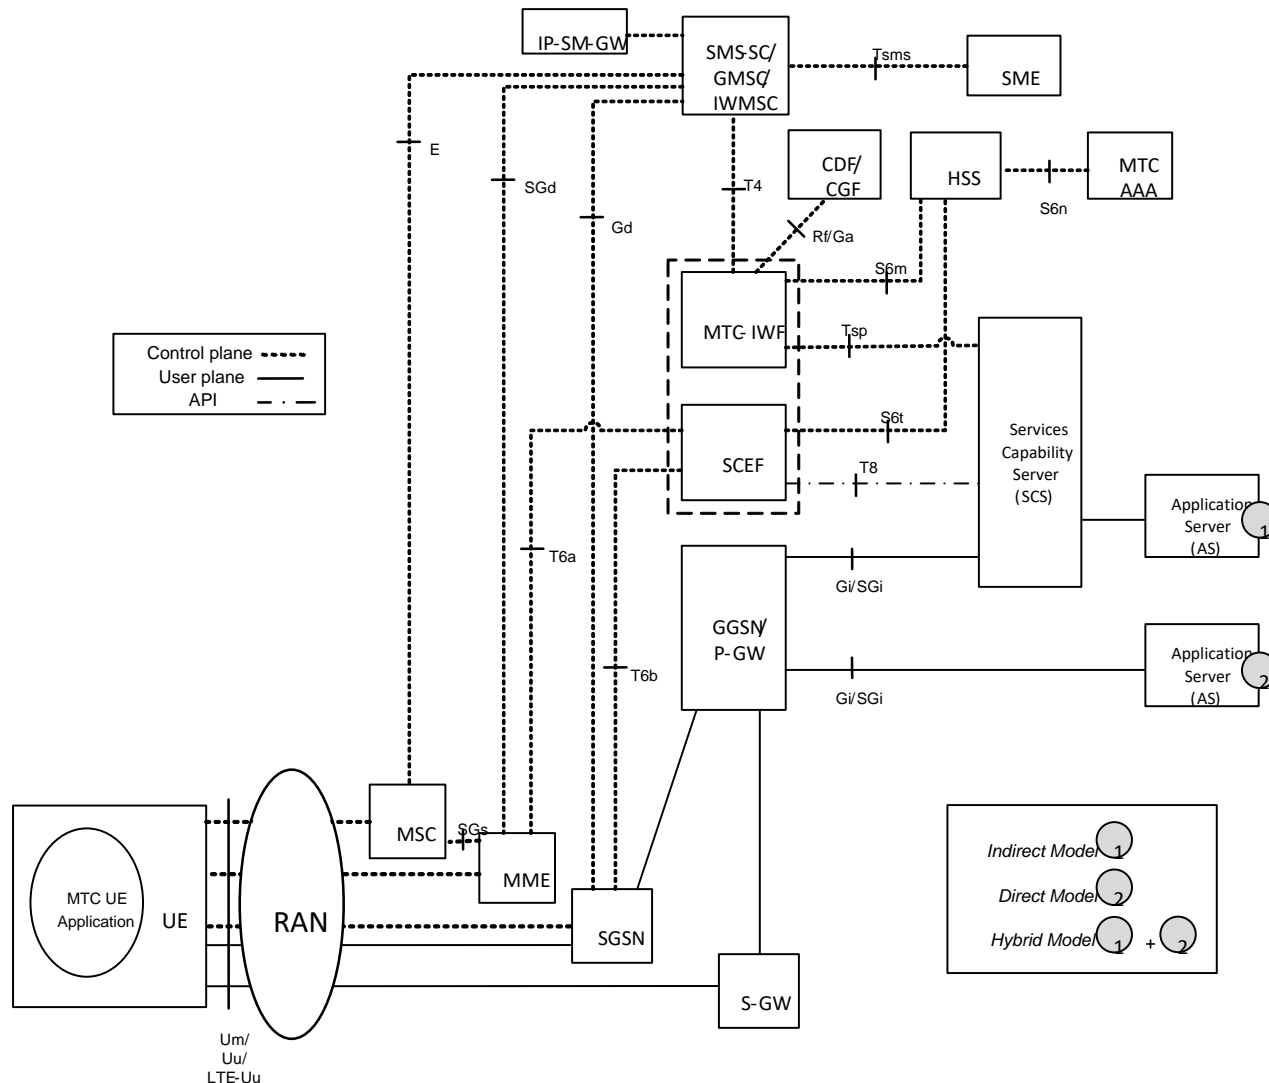 IP-SM-GW
SMS-SC/
GMSC/
IWMSC
Tsms
SME
E
SGd
Gd
T4
CDF/
CGF
HSS
MTC
AAA
S6n
Rf/Ga
S6m
MTC-IWF
Tsp
Control plane
User plane
API
SCEF
S6t
T8
Services
Capability
Server
(SCS)
Application
Server
(AS)
1
T6a
Gi/SGi
GGSN/
P-GW
T6b
Gi/SGi
Application
Server
(AS)
2
MSC
SGs
MME
SGSN
S-GW
MTC UE
Application
UE
RAN
Um/
Uu/
LTE-Uu
Indirect Model 1
Direct Model 2
Hybrid Model 1 + 2